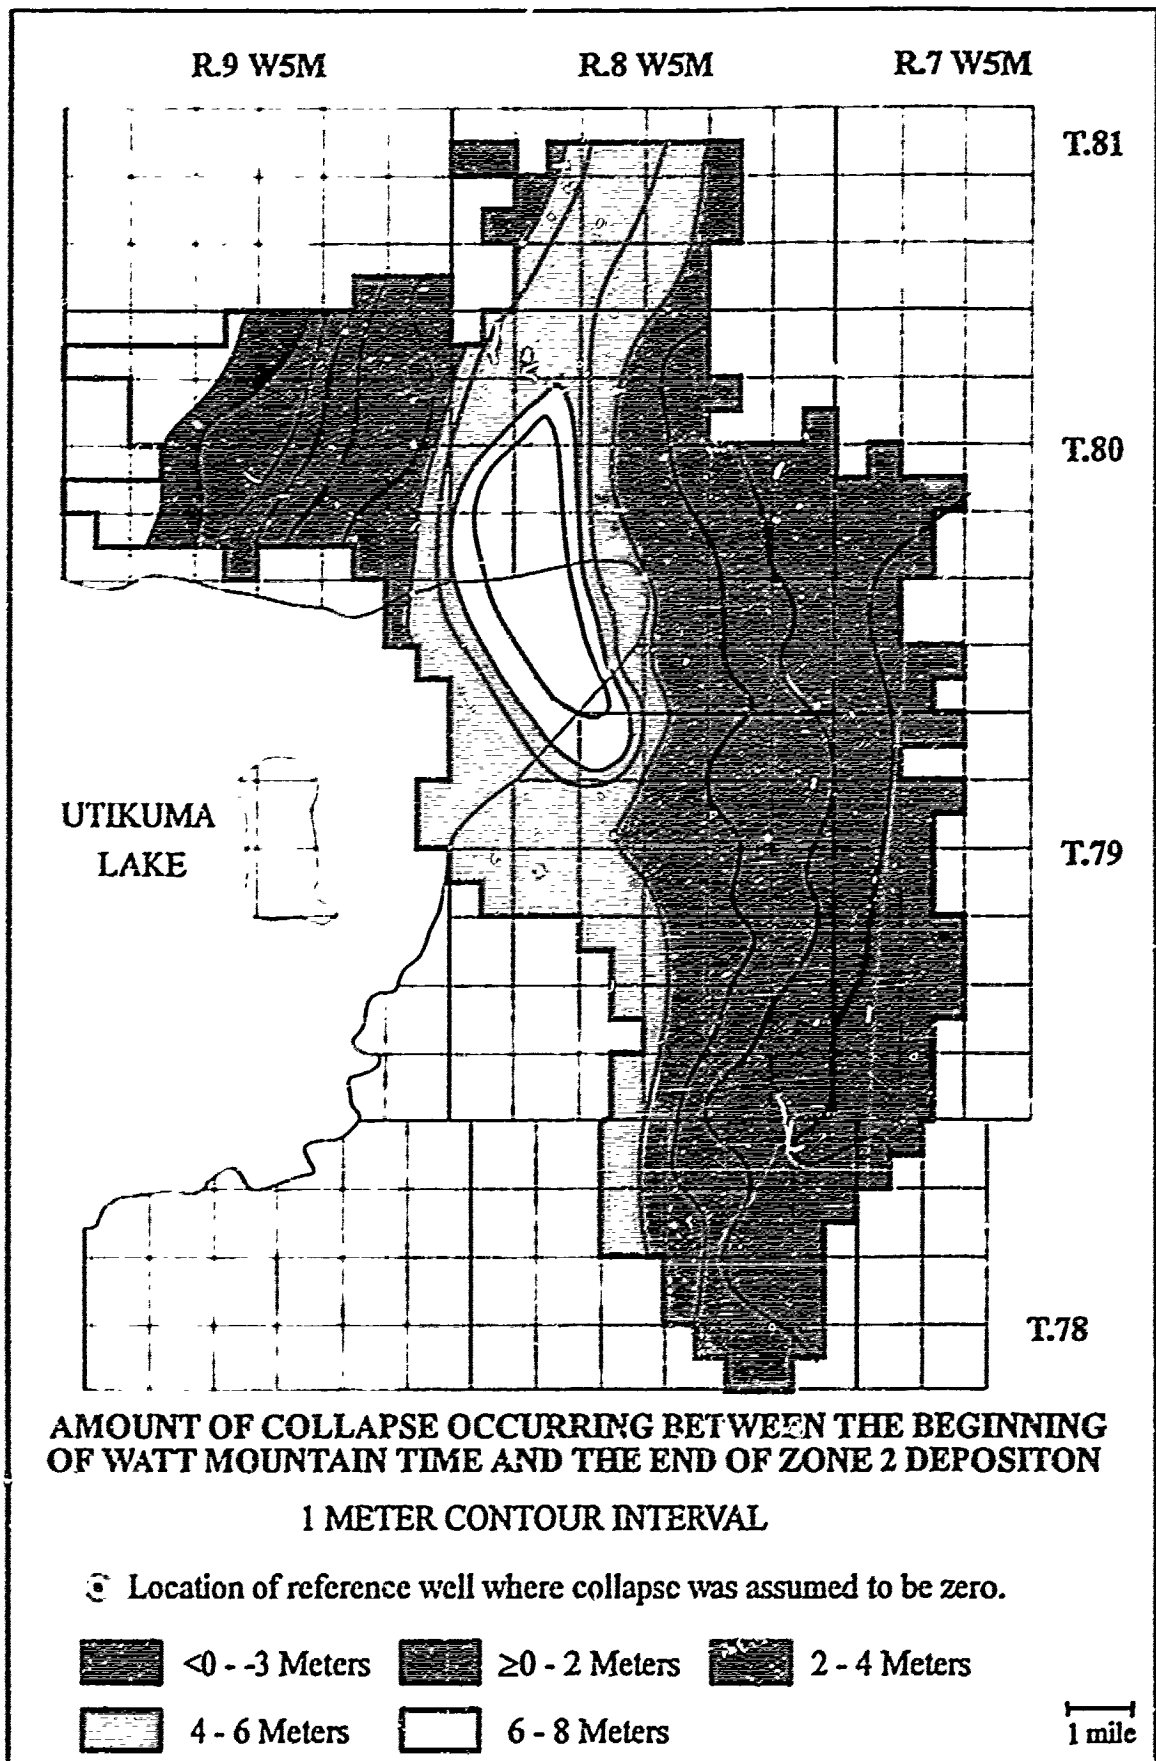 R.9 W5M
R.8 W5M
R.7 W5M
T.81
T.80
UTIKUMA
LAKE
T.79
T.78
AMOUNT OF COLLAPSE OCCURRING BETWEEN THE BEGINNING
OF WATT MOUNTAIN TIME AND THE END OF ZONE 2 DEPOSITON
1 METER CONTOUR INTERVAL
Location of reference well where collapse was assumed to be zero.
<0 - -3 Meters
≥0 - 2 Meters
2 - 4 Meters
4 - 6 Meters
6 - 8 Meters
1 mile